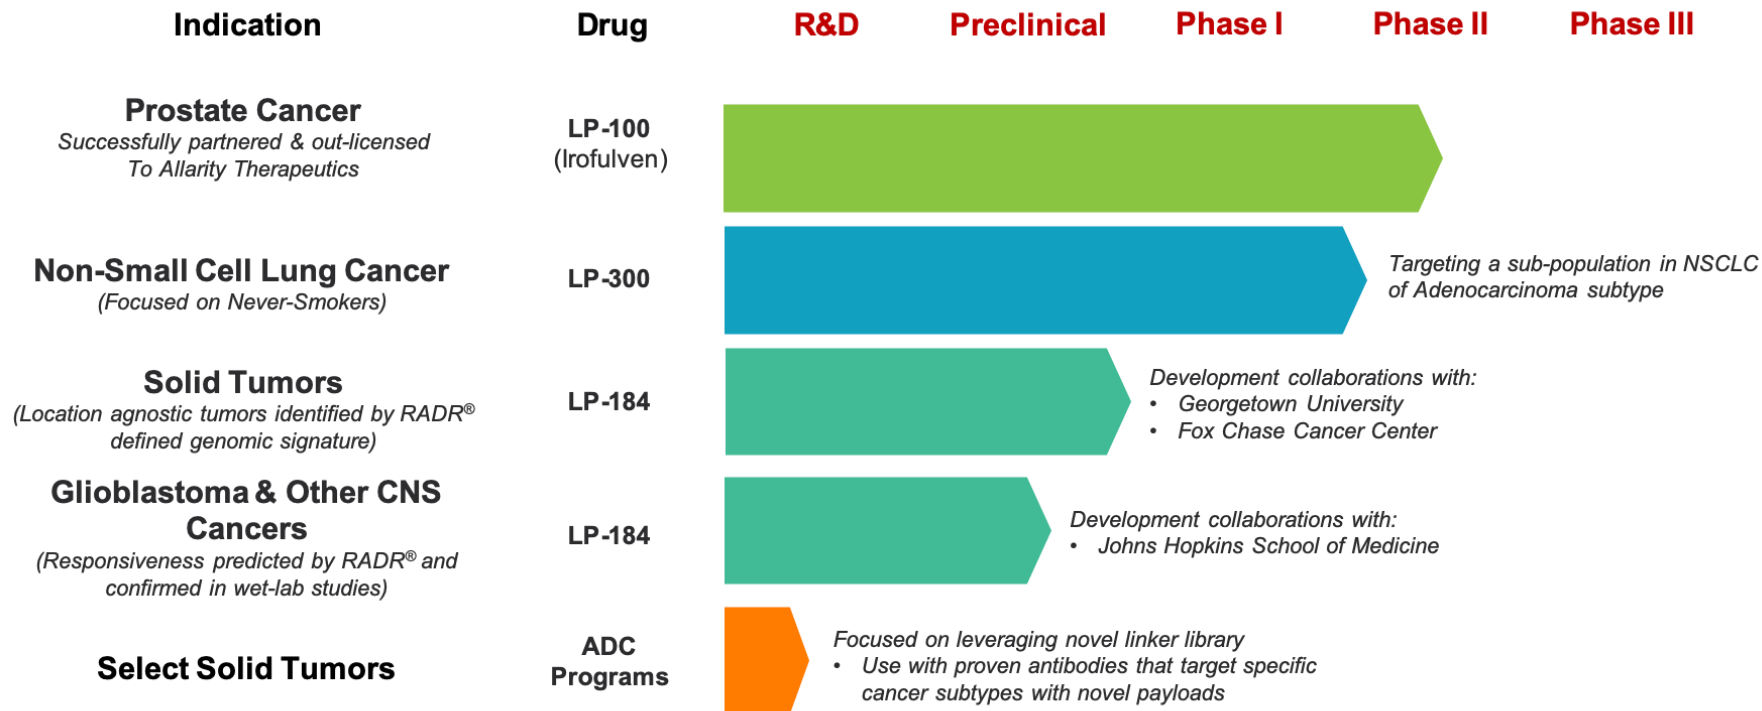 Indication Drug R&D Preclinical Phase I Phase II Phase III
Prostate Cancer
Successfully partnered & out-licensed
To Allarity Therapeutics
LP-100
(Irofulven)
Non-Small Cell Lung Cancer
(Focused on Never-Smokers)
LP-300
Targeting a sub-population in NSCLC
of Adenocarcinoma subtype
Solid Tumors
(Location agnostic tumors identified by RADR®
defined genomic signature)
LP-184
Development collaborations with:
• Georgetown University
• Fox Chase Cancer Center
Glioblastoma & Other CNS
Cancers
(Responsiveness predicted by RADR® and
confirmed in wet-lab studies)
LP-184
Development collaborations with:
• Johns Hopkins School of Medicine
Select Solid Tumors
ADC
Programs
Focused on leveraging novel linker library
• Use with proven antibodies that target specific
cancer subtypes with novel payloads